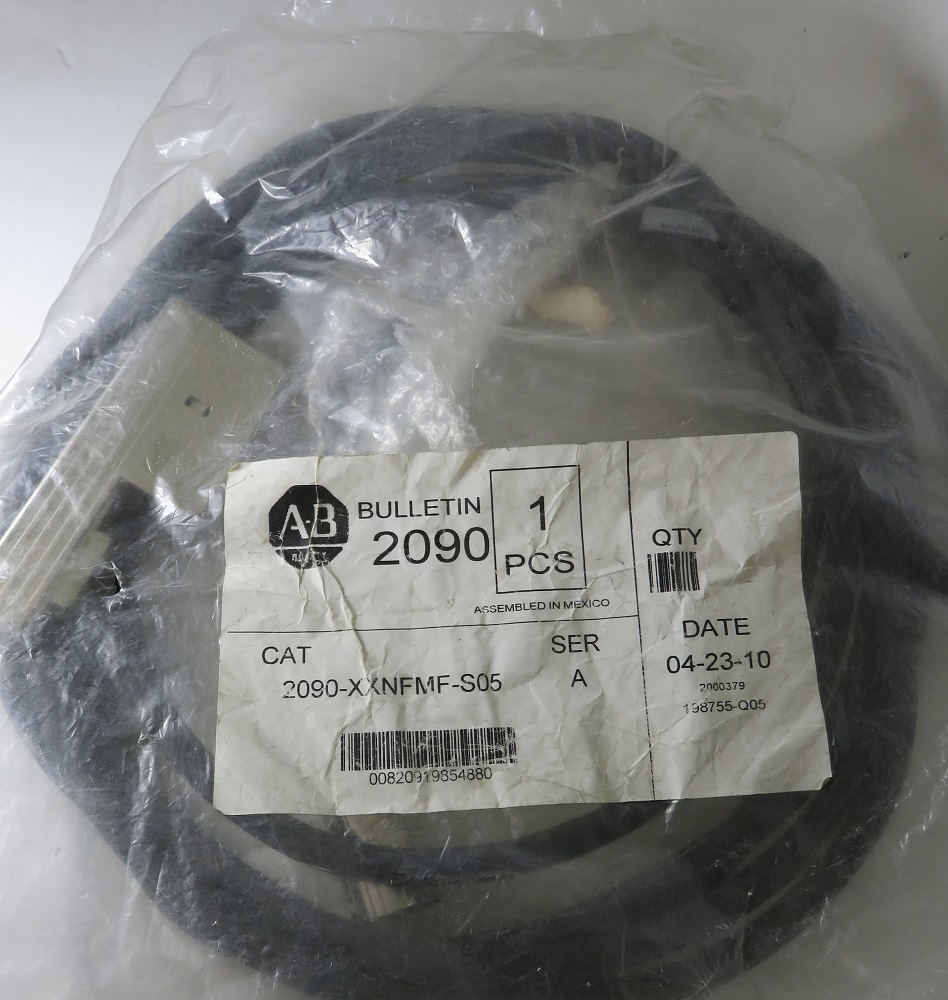 A-B
BULLETIN
2090
1
PCS
ASSEMBLED IN MEXICO
QTY
CAT
2090-XXNFMF-S05
SER
A
DATE
04-23-10
2000379
198755-Q05
00820919854880